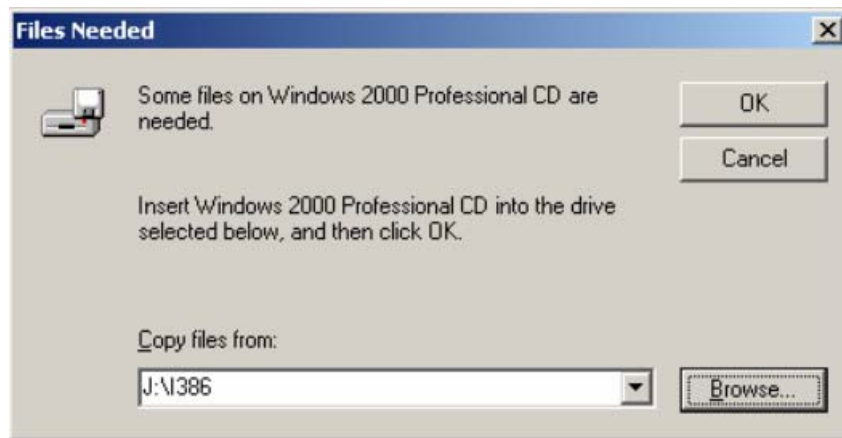 Files Needed
Some files on Windows 2000 Professional CD are
needed.
OK
Cancel
Insert Windows 2000 Professional CD into the drive
selected below, and then click OK.
Copy files from:
J:\I386
Browse...